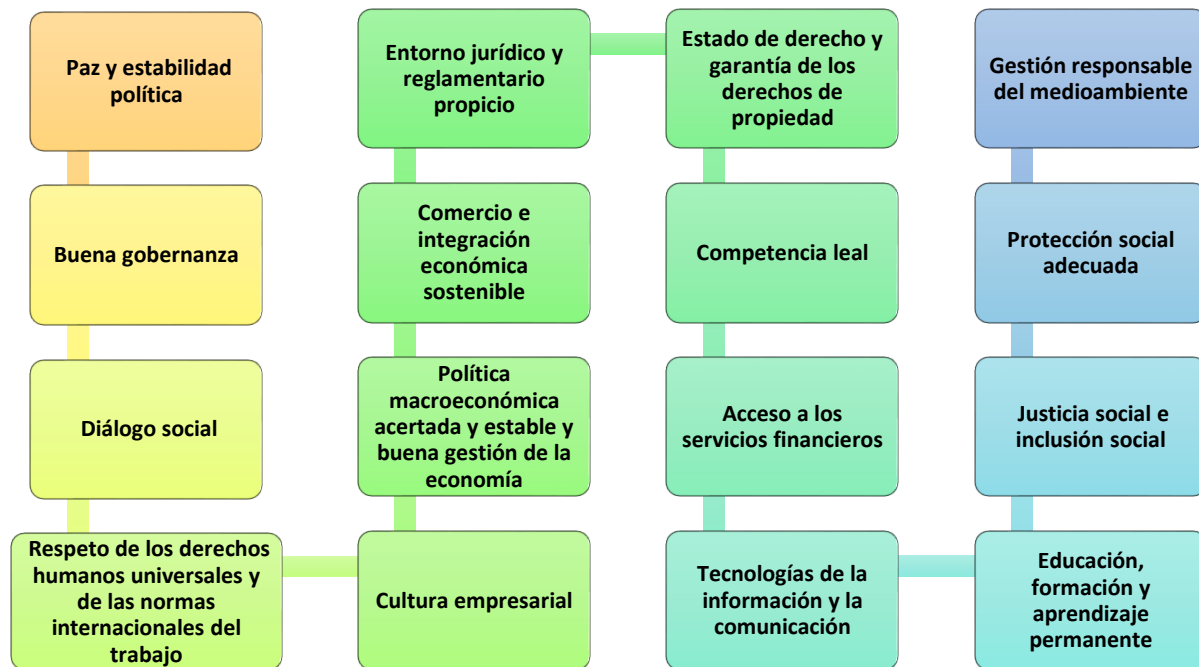 Paz y estabilidad
política
Buena gobernanza
Diálogo social
Respeto de los derechos
humanos universales y
de las normas
internacionales del
trabajo
Cultura empresarial
Política
macroeconómica
acertada y estable y
buena gestión de la
economía
Comercio e
integración
económica
sostenible
Entorno jurídico y
reglamentario
propicio
Estado de derecho y
garantía de los
derechos de
propiedad
Competencia leal
Acceso a los
servicios financieros
Tecnologías de la
información y la
comunicación
Educación,
formación y
aprendizaje
permanente
Justicia social e
inclusión social
Protección social
adecuada
Gestión responsable
del medioambiente